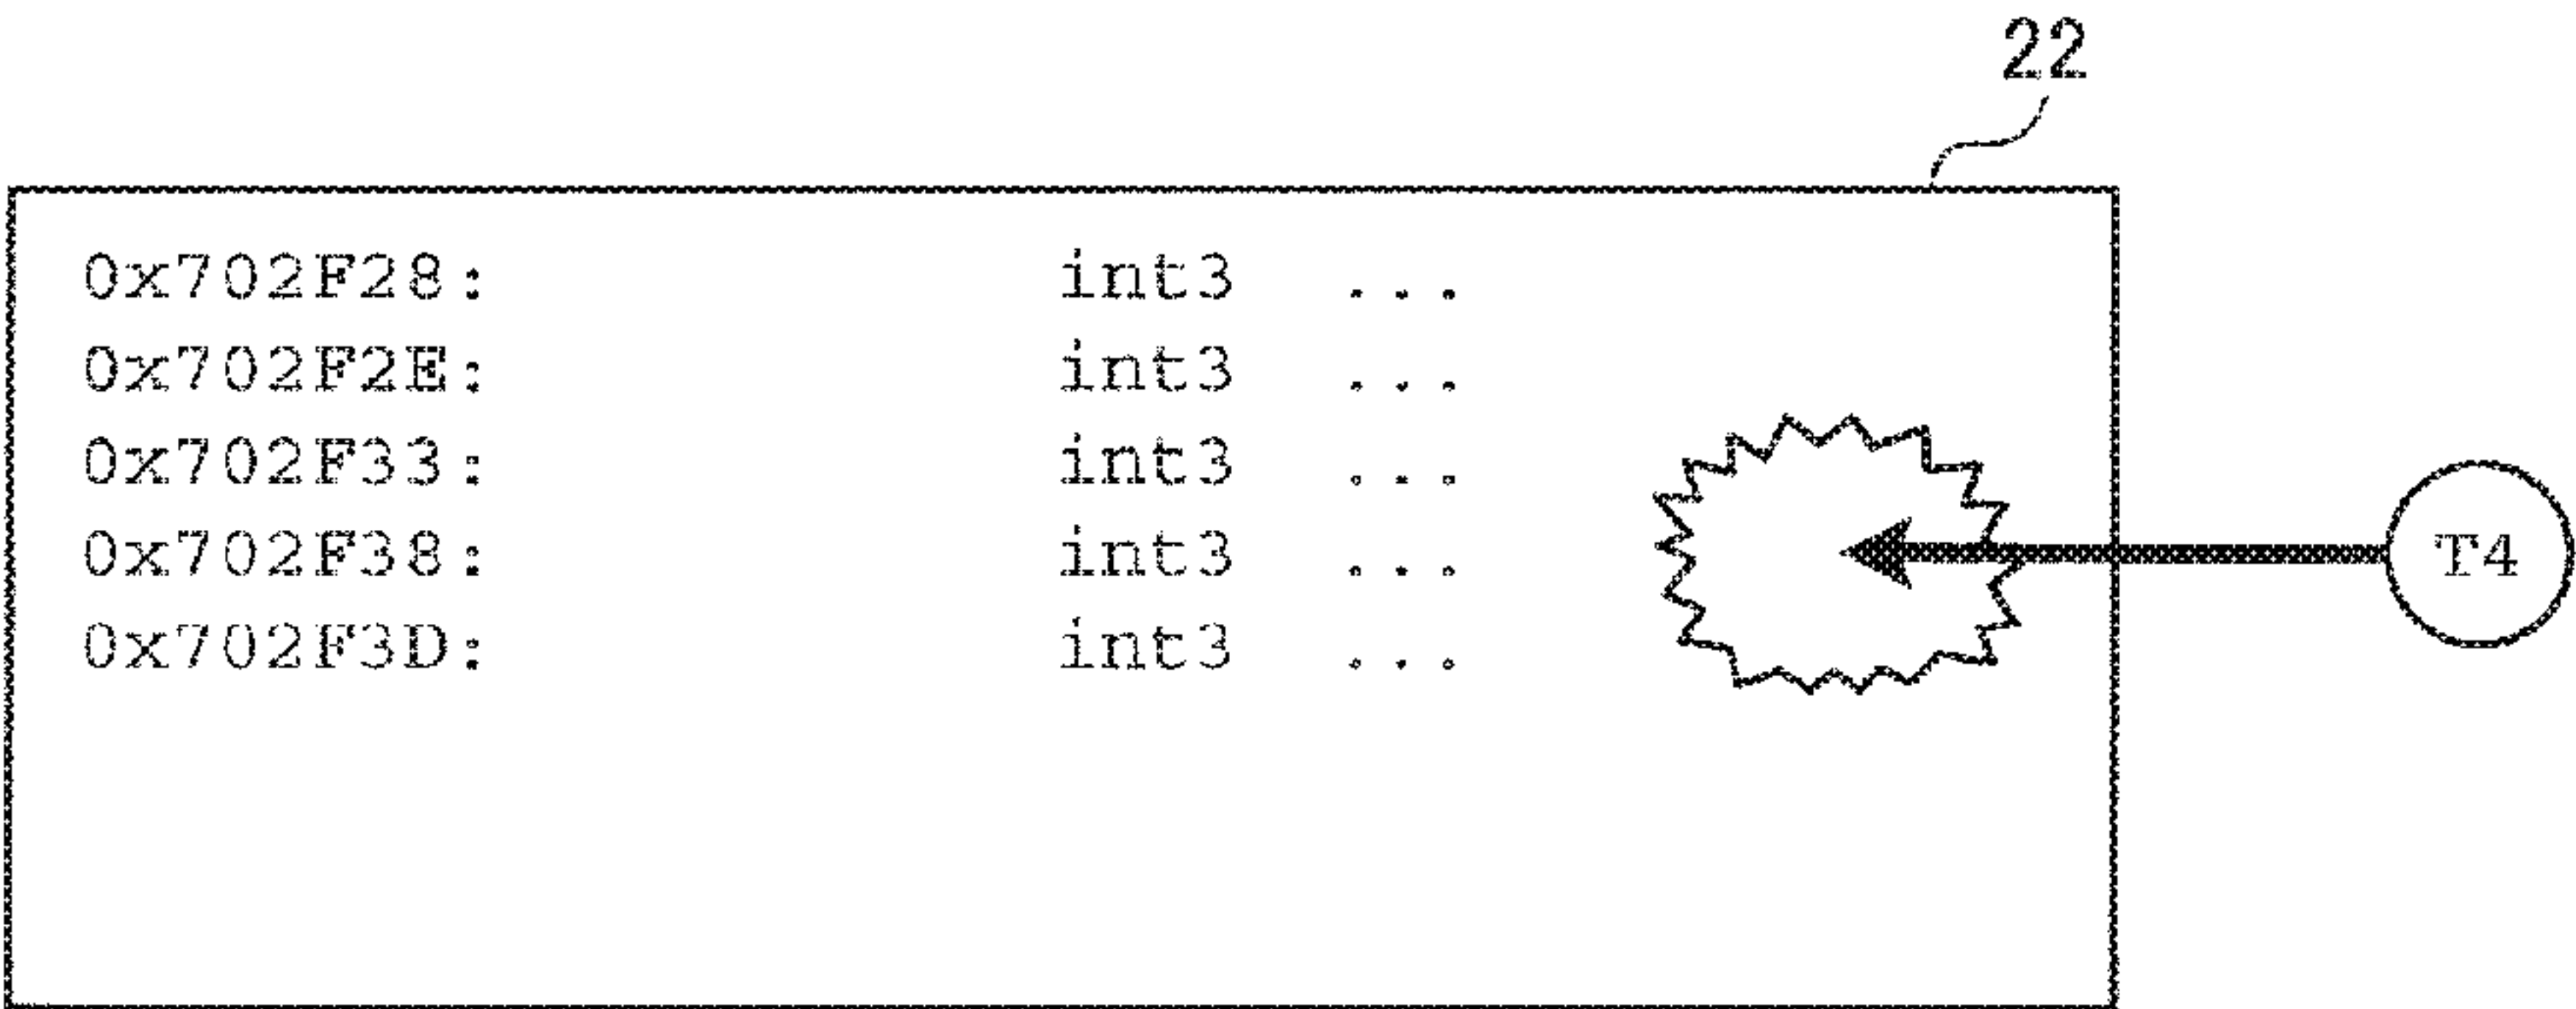 22
0x702F28: int3 ...
0x702F2E: int3 ...
0x702F33: int3 ...
0x702F38: int3 ...
T4
0x702F3D: int3 ...